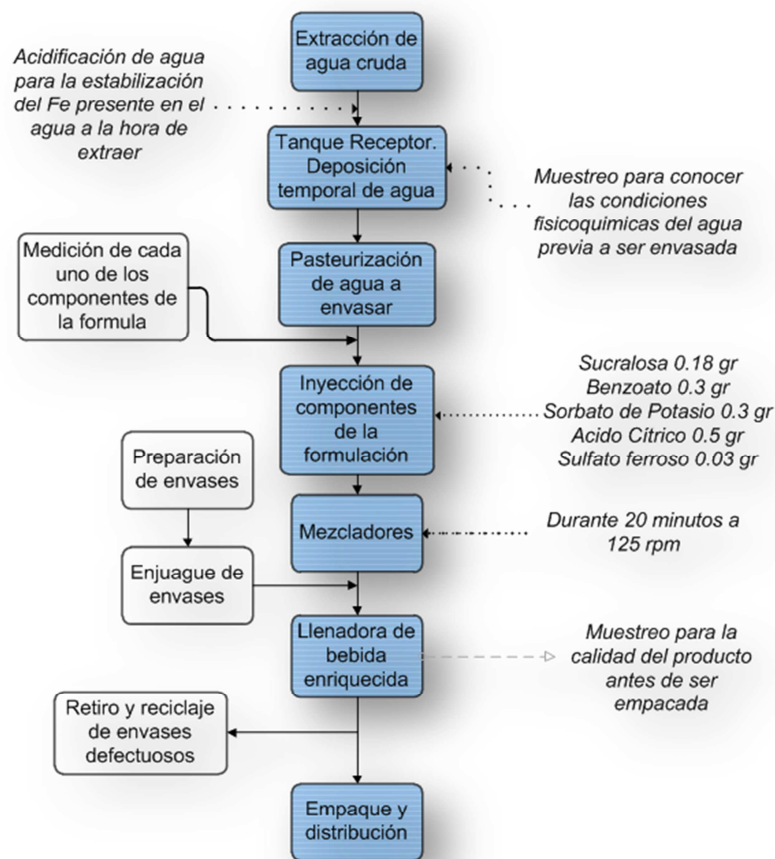 Extracción de
agua cruda
Acidificación de agua
para la estabilización
del Fe presente en el
agua a la hora de
extraer
Tanque Receptor.
Deposición
temporal de agua
Muestreo para conocer
las condiciones
fisicoquimicas del agua
previa a ser envasada
Medición de cada
uno de los
componentes de
la formula
Pasteurización
de agua a
envasar
Inyección de
componentes
de la
formulación
Sucralosa 0.18 gr
Benzoato 0.3 gr
Sorbato de Potasio 0.3 gr
Acido Cítrico 0.5 gr
Sulfato ferroso 0.03 gr
Preparación
de envases
Mezcladores
Durante 20 minutos a
125 rpm
Enjuague de
envases
Llenadora de
bebida
enriquecida
Muestreo para la
calidad del producto
antes de ser
empacada
Retiro y reciclaje
de envases
defectuosos
Empaque y
distribución